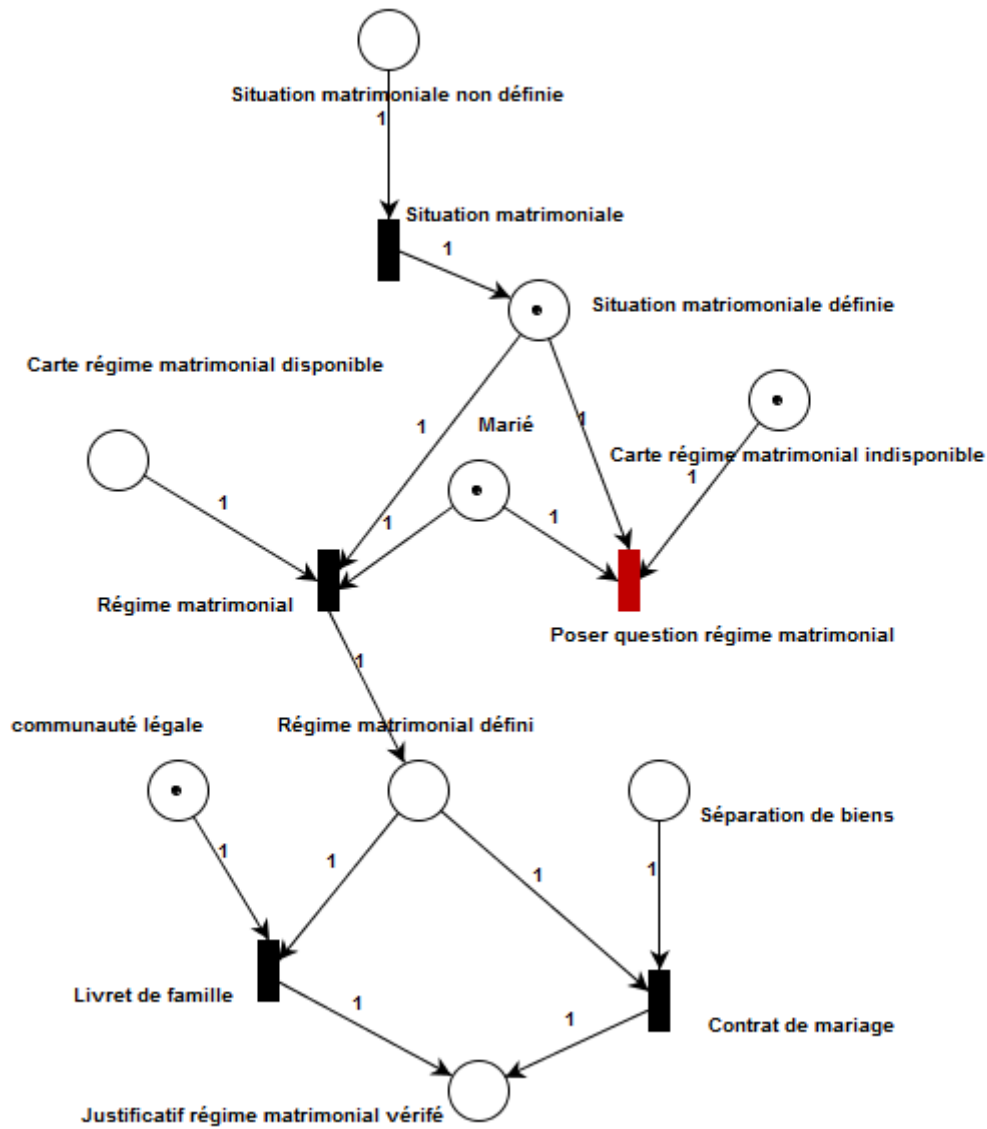 Situation matrimoniale non définie
1
Situation matrimoniale
1
Situation matriomoniale définie
Carte régime matrimonial disponible
1
Marié
1
Carte régime matrimonial indisponible
1
1
1
1
Régime matrimonial
Poser question régime matrimonial
1
communauté légale
Régime matrimonial défini
Séparation de biens
1
1
1
1
Livret de famille
1
1
Contrat de mariage
Justificatif régime matrimonial vérifé